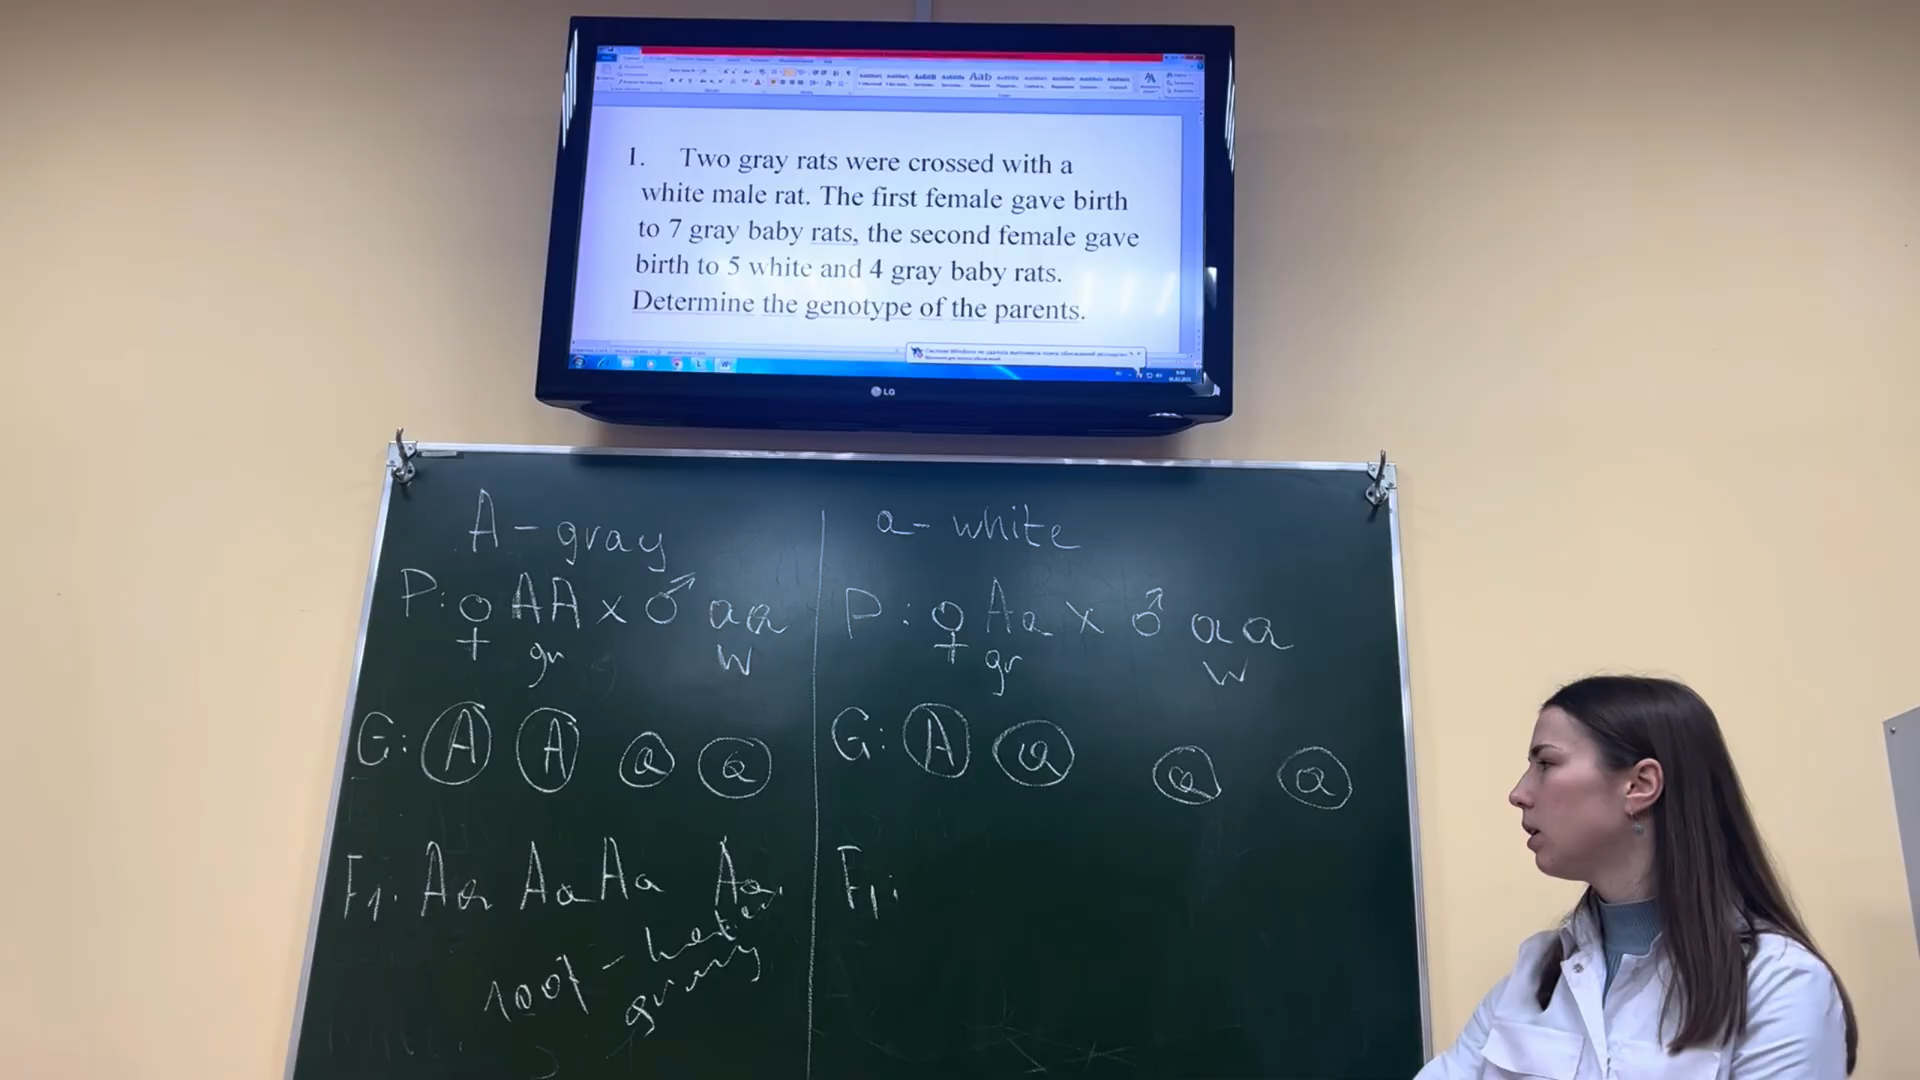 1. Two gray rats were crossed with a
white male rat. The first female gave birth
to 7 gray baby rats, the second female gave
birth to 5 white and 4 gray baby rats.
Determine the genotype of the parents.
LG
A - gray
P: ♀ AA x ♂ aa
gr w
G: A A a a
F1: Aa Aa Aa Aa
100% - hetero
gray
a - white
P: ♀ Aa x ♂ aa
gr w
G: A a a a
F1: